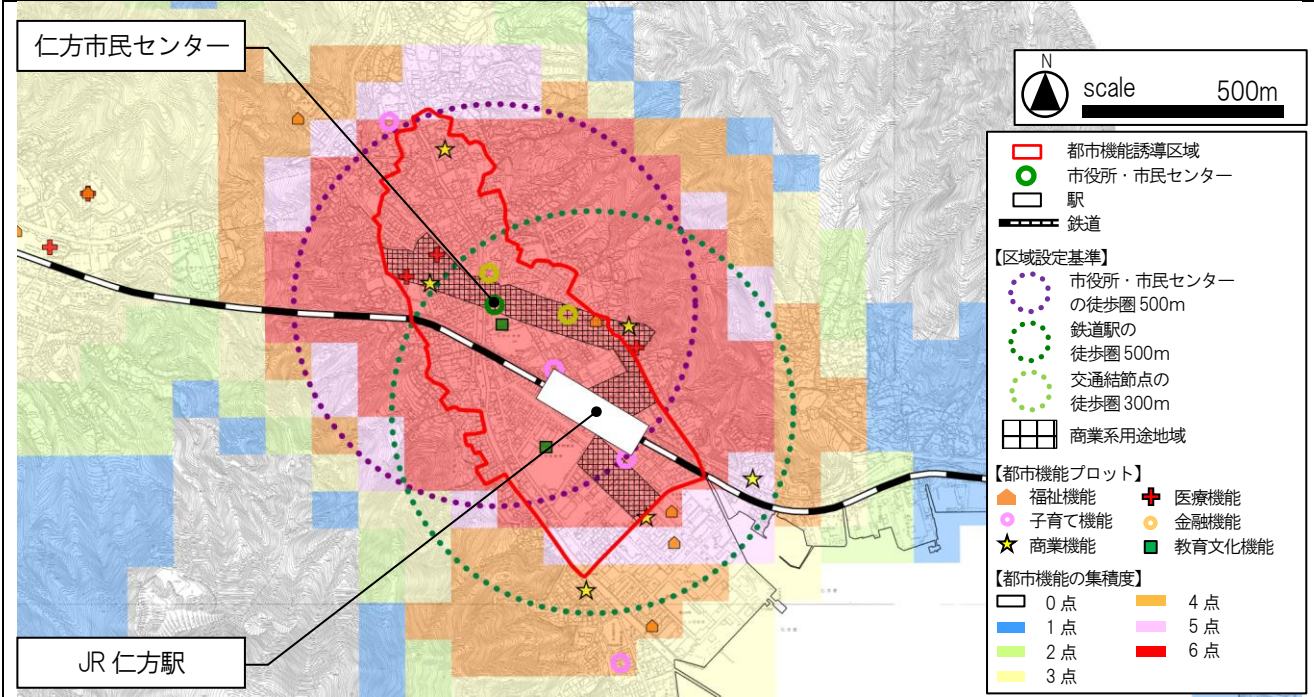 仁方市民センター
JR 仁方駅
N
scale 500m
都市機能誘導区域
市役所・市民センター
駅
鉄道
【区域設定基準】
市役所・市民センター
の徒歩圏 500m
鉄道駅の
徒歩圏 500m
交通結節点の
徒歩圏 300m
商業系用途地域
【都市機能プロット】
福祉機能 医療機能
子育て機能 金融機能
商業機能 教育文化機能
【都市機能の集積度】
0 点 4 点
1 点 5 点
2 点 6 点
3 点